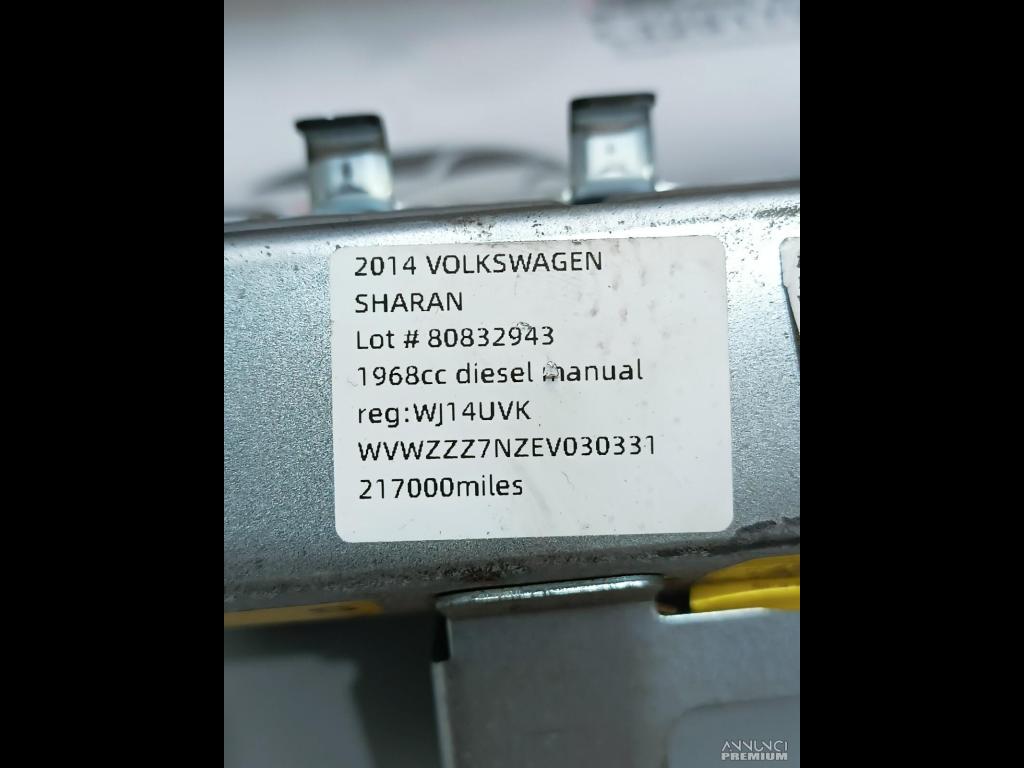 2014 VOLKSWAGEN
SHARAN
Lot # 80832943
1968cc diesel manual
reg:WJ14UVK
WVWZZZ7NZEV030331
217000miles
ANNUNCI
PREMIUM